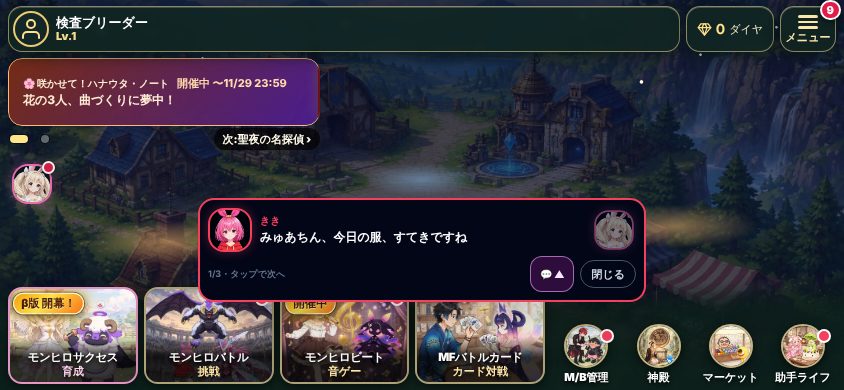 検査ブリーダー
Lv.1
0 ダイヤ
9
メニュー
🌸咲かせて！ハナウタ・ノート 開催中 〜11/29 23:59
花の3人、曲づくりに夢中！
次:聖夜の名探偵 ›
きき
みゅあちん、今日の服、すてきですね
1/3・タップで次へ
💬▲
閉じる
β版 開幕！
モンヒロサクセス
育成
モンヒロバトル
挑戦
開催中
モンヒロビート
音ゲー
MFバトルカード
カード対戦
M/B管理
神殿
マーケット
助手ライフ